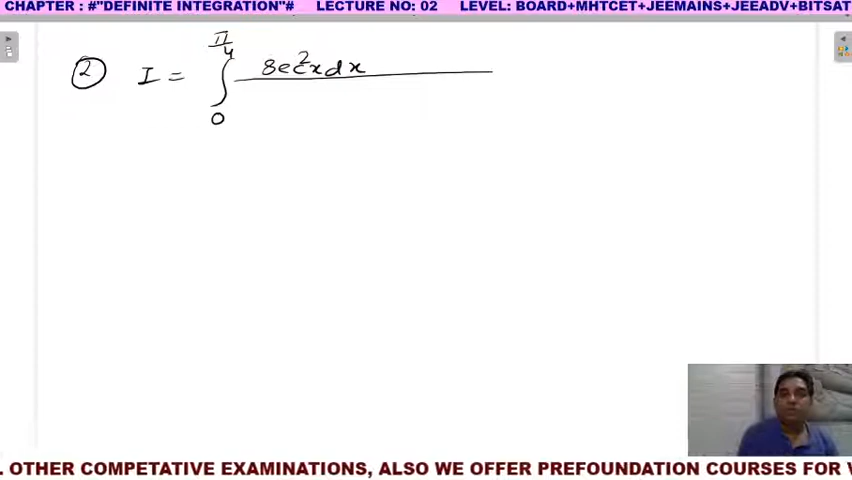 CHAPTER : #"DEFINITE INTEGRATION"# LECTURE NO: 02 LEVEL: BOARD+MHTCET+JEEMAINS+JEEADV+BITSAT
② I = ∫₀^(π/4) sec²x dx
. OTHER COMPETATIVE EXAMINATIONS, ALSO WE OFFER PREFOUNDATION COURSES FOR